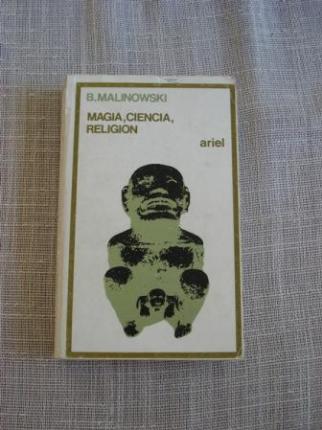 B.MALINOWSKI
MAGIA,CIENCIA,
RELIGION
ariel